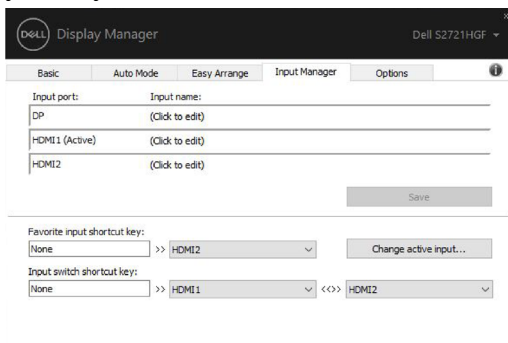 DELL Display Manager Dell S2721HGF
Basic Auto Mode Easy Arrange Input Manager Options
Input port: Input name:
DP (Click to edit)
HDMI1 (Active) (Click to edit)
HDMI2 (Click to edit)
Save
Favorite input shortcut key:
None >> HDMI2 Change active input...
Input switch shortcut key:
None >> HDMI1 <<>> HDMI2